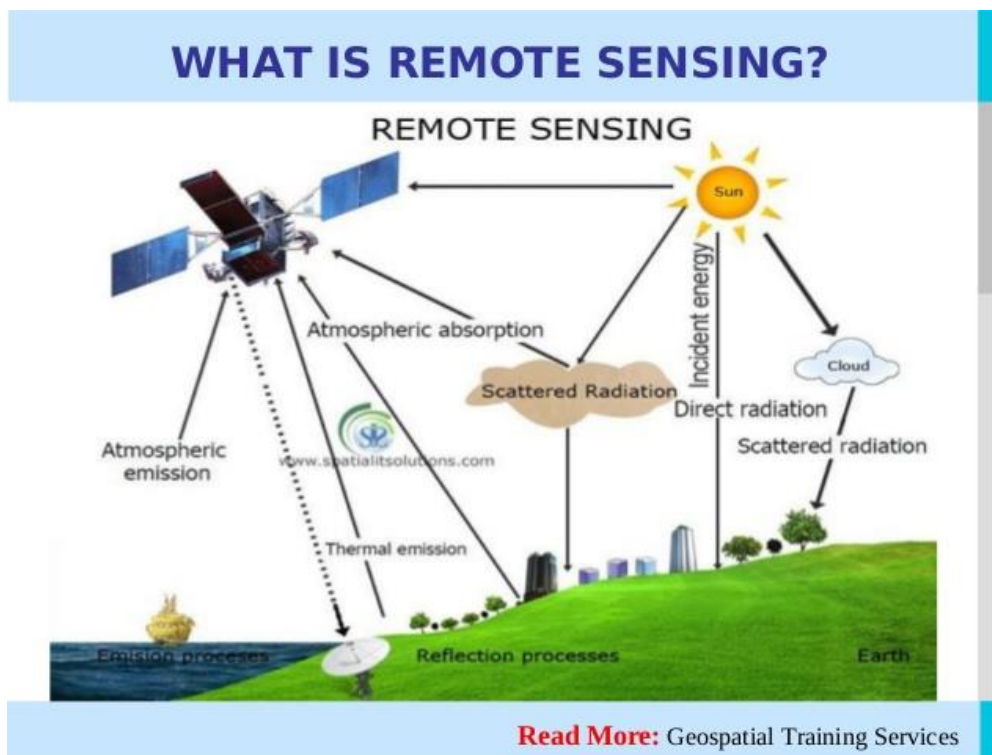 WHAT IS REMOTE SENSING?
REMOTE SENSING
Sun
Incident energy
Atmospheric absorption
Cloud
Scattered Radiation
Direct radiation
Scattered radiation
Atmospheric
emission
www.spatialitsolutions.com
Thermal emission
Emision proceses
Reflection processes
Earth
Read More: Geospatial Training Services